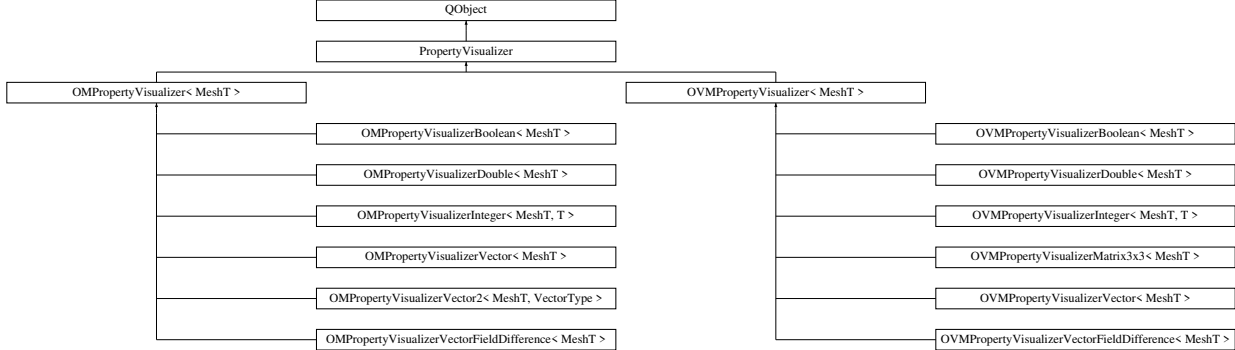 QObject
PropertyVisualizer
OMPropertyVisualizer< MeshT >
OVMPropertyVisualizer< MeshT >
OMPropertyVisualizerBoolean< MeshT >
OVMPropertyVisualizerBoolean< MeshT >
OMPropertyVisualizerDouble< MeshT >
OVMPropertyVisualizerDouble< MeshT >
OMPropertyVisualizerInteger< MeshT, T >
OVMPropertyVisualizerInteger< MeshT, T >
OMPropertyVisualizerVector< MeshT >
OVMPropertyVisualizerMatrix3x3< MeshT >
OMPropertyVisualizerVector2< MeshT, VectorType >
OVMPropertyVisualizerVector< MeshT >
OMPropertyVisualizerVectorFieldDifference< MeshT >
OVMPropertyVisualizerVectorFieldDifference< MeshT >